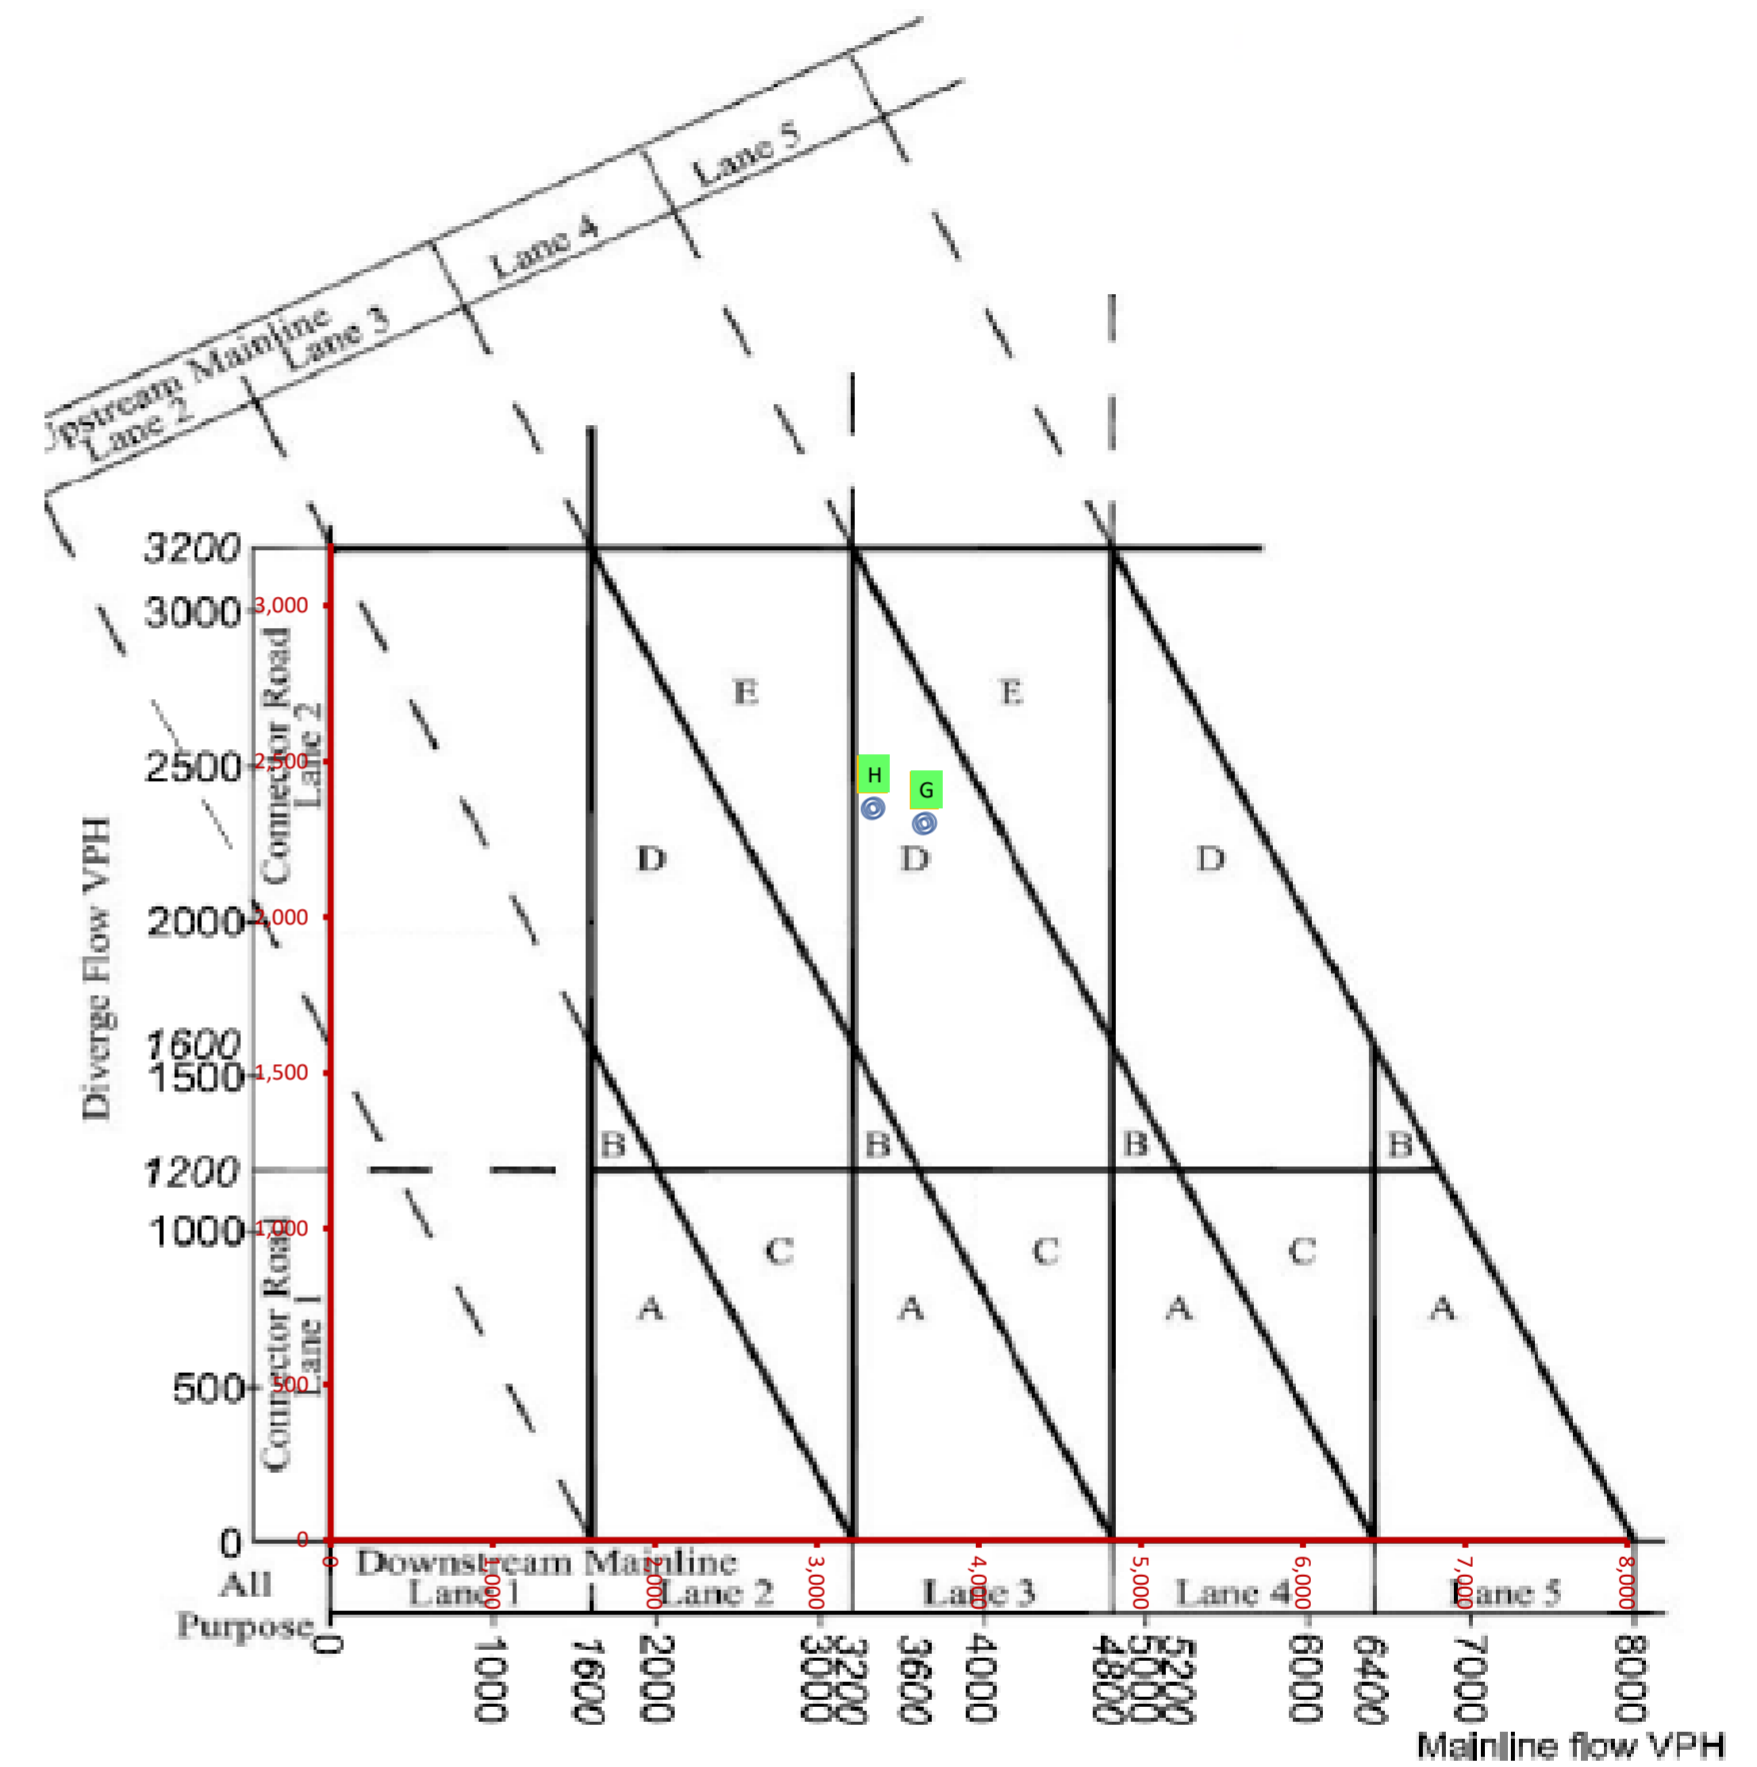 Lane 5
Lane 4
Upstream Mainline
Lane 3
Lane 2
3200
3000
3,000
2500
2,500
2000
2,000
1600
1500
1,500
1200
1000
1,000
500
500
0
0
Diverge Flow VPH
Connector Road
Lane 2
Connector Road
Lane 1
E
E
H
G
D
D
D
B
B
B
B
C
C
C
A
A
A
A
0
1,000
2,000
3,000
4,000
5,000
6,000
7,000
8,000
Downstream Mainline
All
Purpose
Lane 1
Lane 2
Lane 3
Lane 4
Lane 5
0
1000
1600
2000
3000
3200
3600
4000
4800
5000
5200
6000
6400
7000
8000
Mainline flow VPH